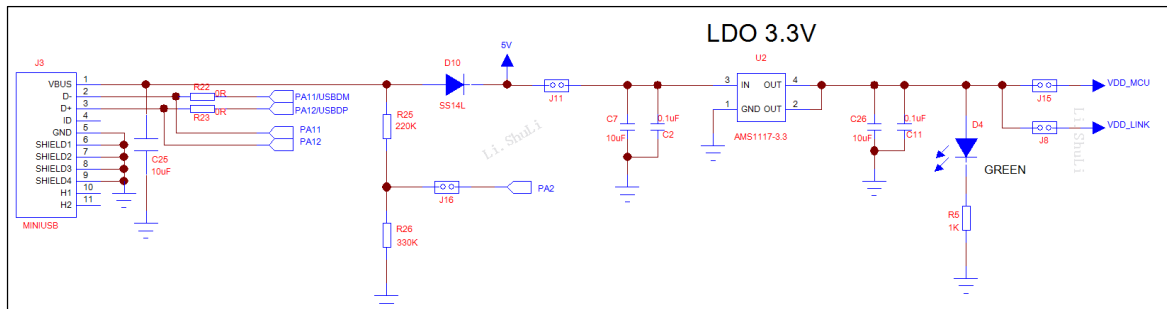 LDO 3.3V
J3
VBUS
D-
D+
ID
GND
SHIELD1
SHIELD2
SHIELD3
SHIELD4
H1
H2
1
2
3
4
5
6
7
8
9
10
11
MINIUSB
C25
10uF
R22
0R
R23
0R
PA11/USBDM
PA12/USBDP
PA11
PA12
R25
220K
R26
330K
J16
PA2
D10
SS14L
5V
J11
Li.ShuLi
C7
10uF
0.1uF
C2
U2
3
IN
OUT
4
1
GND
OUT
2
AMS1117-3.3
C26
10uF
0.1uF
C11
D4
GREEN
R5
1K
J15
VDD_MCU
J8
VDD_LINK
Li.ShuLi